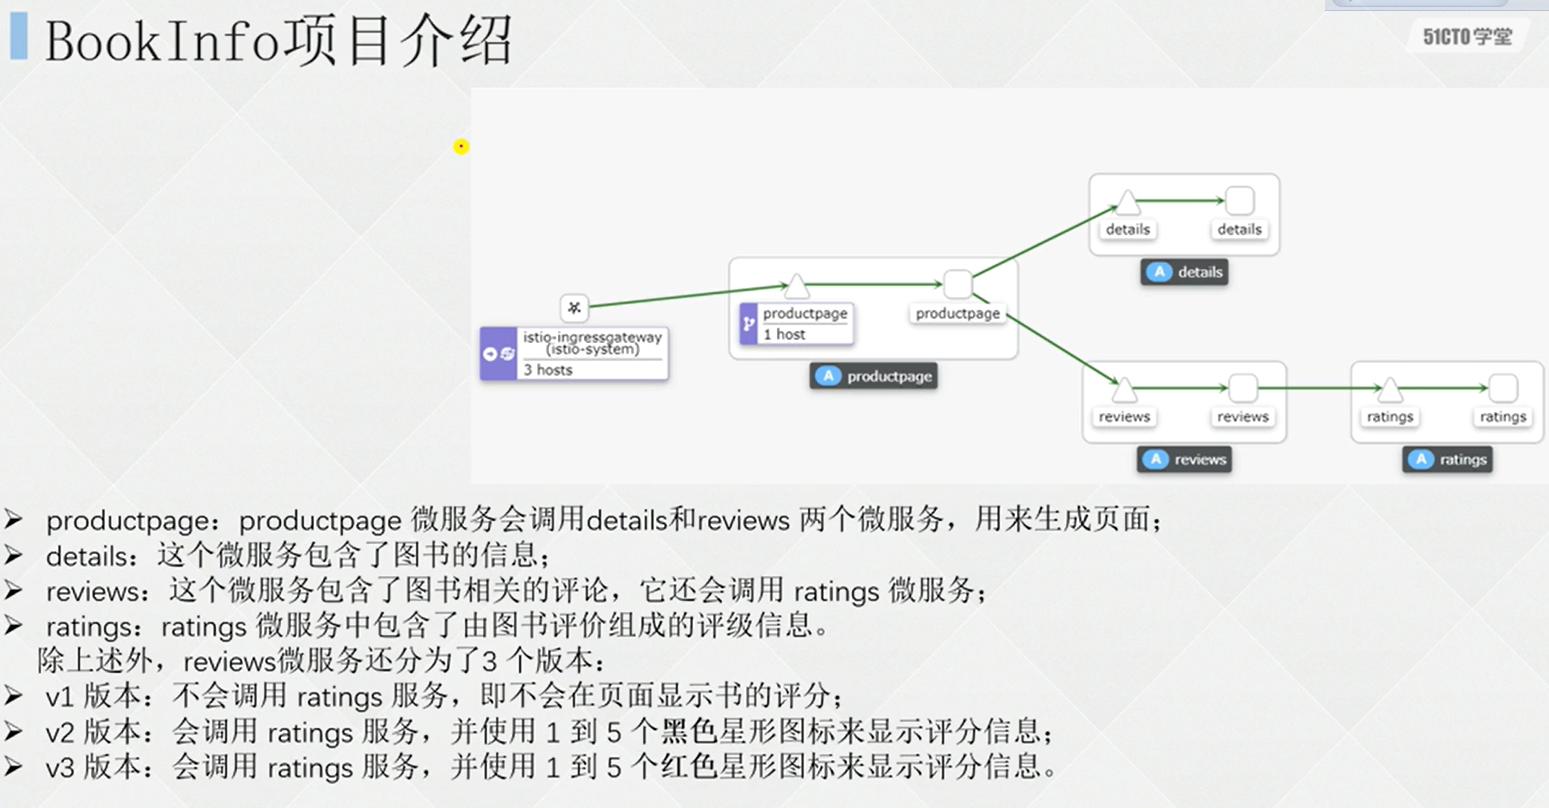 BookInfo项目介绍
51CTO学堂
details
details
A details
productpage
1 host
productpage
istio-ingressgateway
(istio-system)
3 hosts
A productpage
reviews
reviews
ratings
ratings
A reviews
A ratings
productpage：productpage 微服务会调用details和reviews 两个微服务，用来生成页面；
details：这个微服务包含了图书的信息；
reviews：这个微服务包含了图书相关的评论，它还会调用 ratings 微服务；
ratings：ratings 微服务中包含了由图书评价组成的评级信息。
除上述外，reviews微服务还分为了3 个版本：
v1 版本：不会调用 ratings 服务，即不会在页面显示书的评分；
v2 版本：会调用 ratings 服务，并使用 1 到 5 个黑色星形图标来显示评分信息；
v3 版本：会调用 ratings 服务，并使用 1 到 5 个红色星形图标来显示评分信息。